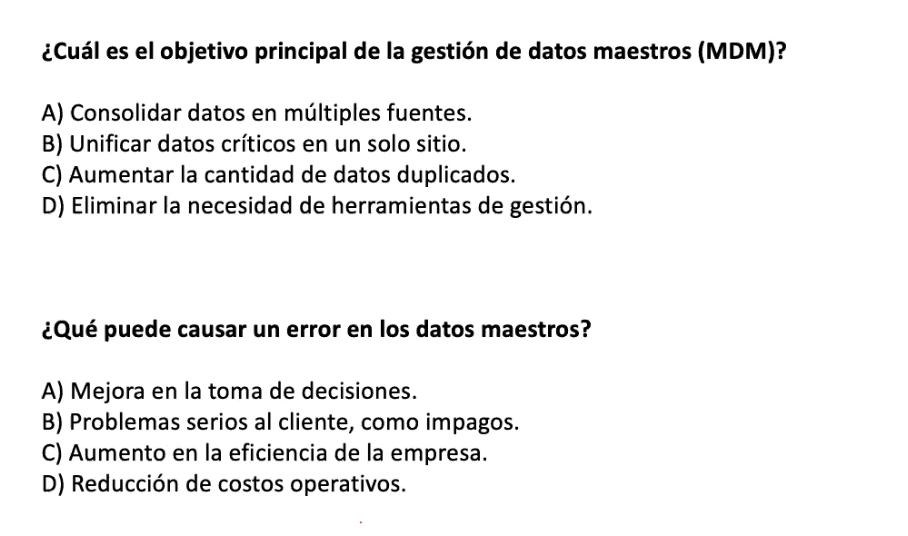 ¿Cuál es el objetivo principal de la gestión de datos maestros (MDM)?
A) Consolidar datos en múltiples fuentes.
B) Unificar datos críticos en un solo sitio.
C) Aumentar la cantidad de datos duplicados.
D) Eliminar la necesidad de herramientas de gestión.
¿Qué puede causar un error en los datos maestros?
A) Mejora en la toma de decisiones.
B) Problemas serios al cliente, como impagos.
C) Aumento en la eficiencia de la empresa.
D) Reducción de costos operativos.